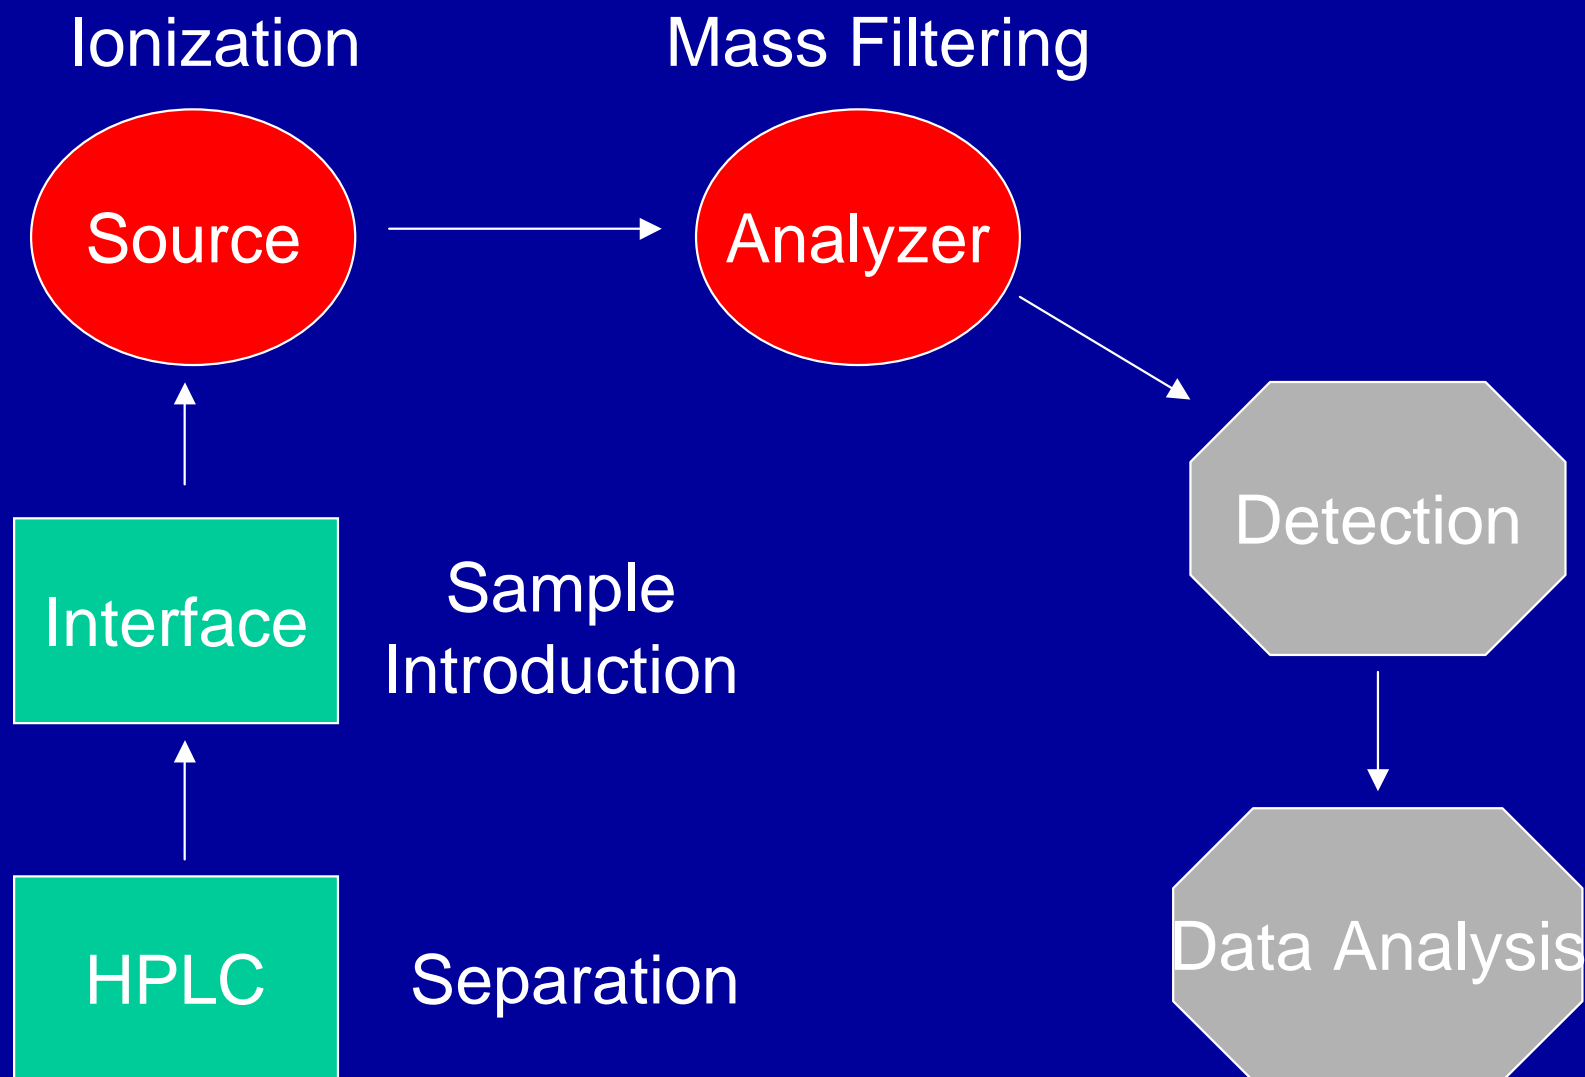 Ionization
Mass Filtering
Source
Analyzer
Detection
Interface
Sample
Introduction
HPLC
Separation
Data Analysis